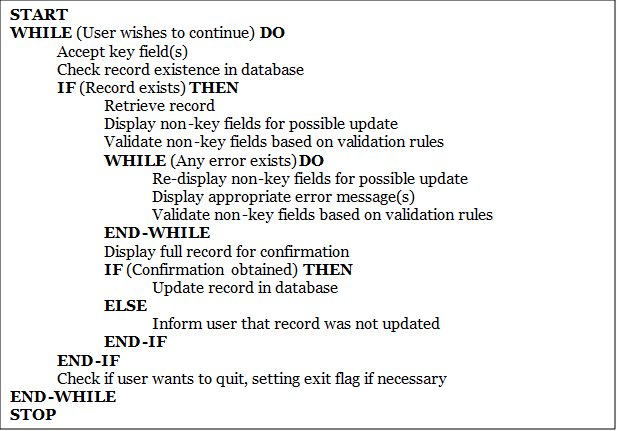 START
WHILE (User wishes to continue) DO
Accept key field(s)
Check record existence in database
IF (Record exists) THEN
Retrieve record
Display non-key fields for possible update
Validate non-key fields based on validation rules
WHILE (Any error exists) DO
Re-display non-key fields for possible update
Display appropriate error message(s)
Validate non-key fields based on validation rules
END-WHILE
Display full record for confirmation
IF (Confirmation obtained) THEN
Update record in database
ELSE
Inform user that record was not updated
END-IF
END-IF
Check if user wants to quit, setting exit flag if necessary
END-WHILE
STOP